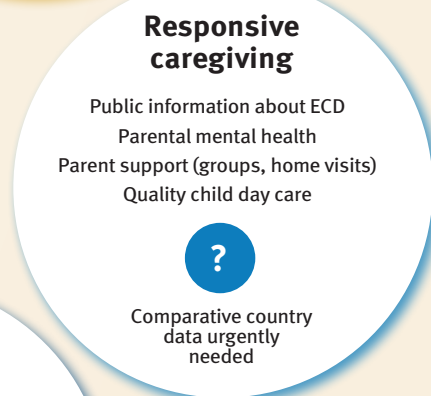 Responsive
caregiving
Public information about ECD
Parental mental health
Parent support (groups, home visits)
Quality child day care
?
Comparative country
data urgently
needed